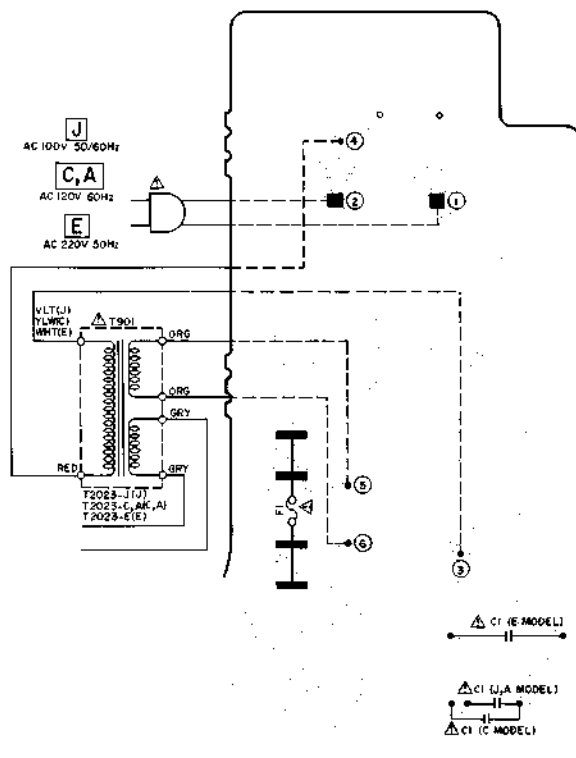 J
AC 100V 50/60Hz
④
C, A
AC 120V 60Hz
②
①
E
AC 220V 50Hz
VLT(J)
YLW(C)
WHT(E)
T901
ORG
ORG
GRY
RED
GRY
T2023-J(J)
T2023-C,A(C,A)
T2023-E(E)
F1
⑤
⑥
③
C1 (E MODEL)
C1 (J,A MODEL)
C1 (C MODEL)